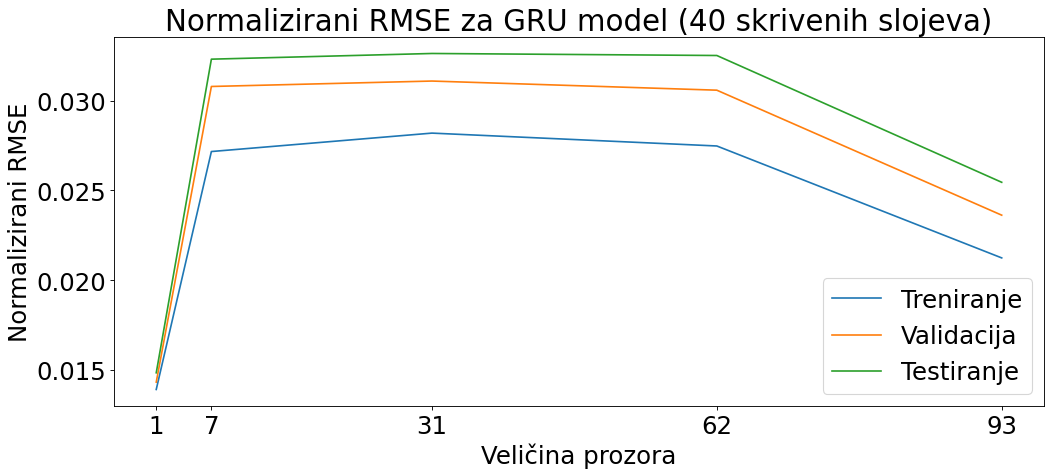 Normalizirani RMSE za GRU model (40 skrivenih slojeva)
Normalizirani RMSE
0.030
0.025
0.020
0.015
Treniranje
Validacija
Testiranje
1 7 31 62 93
Veličina prozora